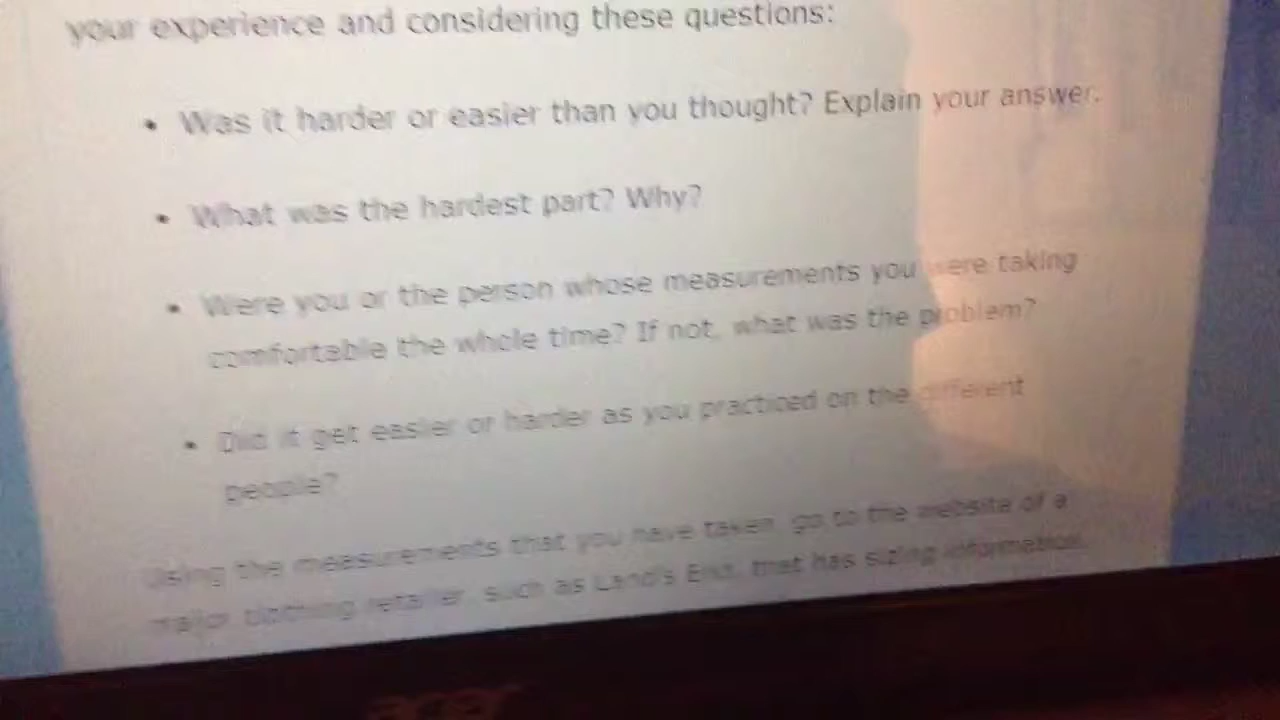 your experience and considering these questions:
• Was it harder or easier than you thought? Explain your answer.
• What was the hardest part? Why?
• Were you or the person whose measurements you were taking
comfortable the whole time? If not, what was the problem?
• Did it get easier or harder as you practiced on the different
people?
Using the measurements that you have taken, go to the website of a
major clothing retailer, such as Land's End, that has sizing information.